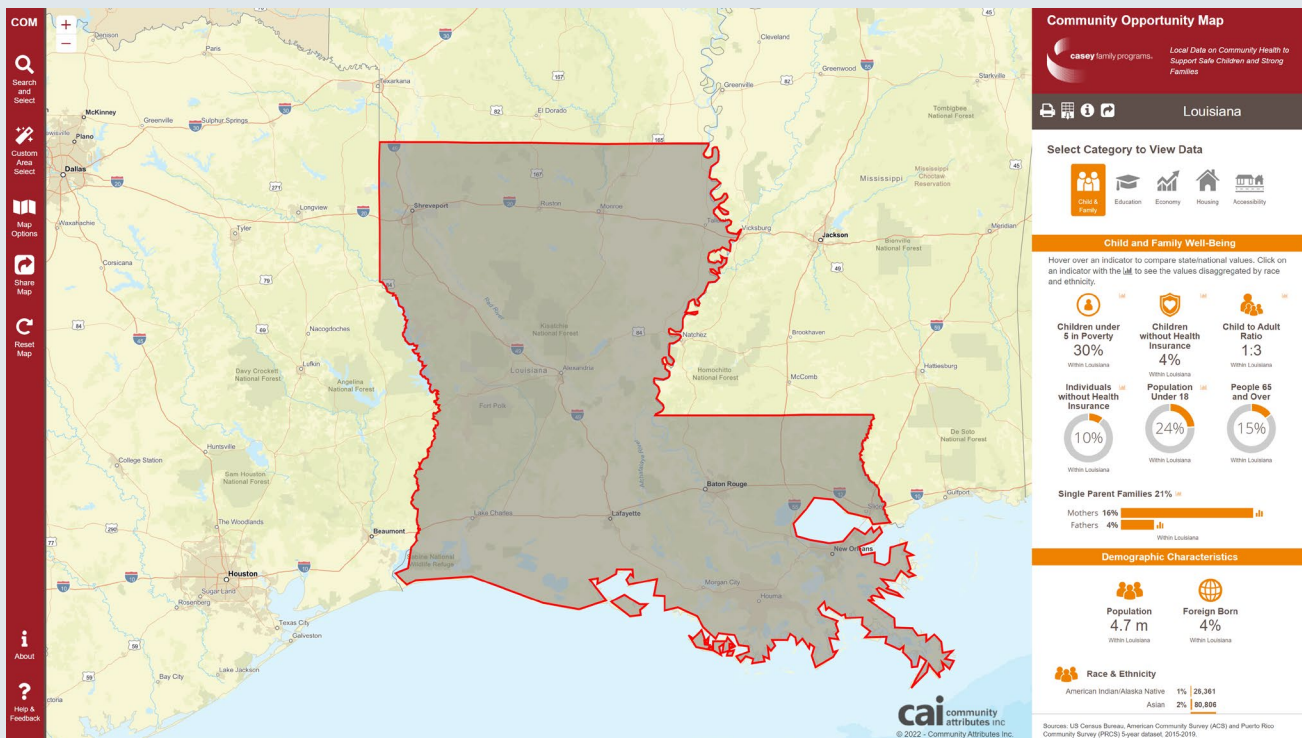 COM
Search
and
Select
Custom
Area
Select
Map
Options
Share
Map
Reset
Map
About
Help &
Feedback
+
−
Denison
Paris
McKinney
Plano
Dallas
Greenville
Sulphur Springs
Waxahachie
Corsicana
Texarkana
El Dorado
Cleveland
Greenville
Greenwood
Starkville
Tombigbee
National Forest
Mississippi
Mississippi
Choctaw
Reservation
Longview
Tyler
Shreveport
Ruston
Monroe
Vicksburg
Jackson
Bienville
National Forest
Meridian
Nacogdoches
Lufkin
Davy Crockett
National Forest
Angelina
National Forest
Kisatchie
National Forest
Red River
Louisiana
Alexandria
Fort Polk
Natchez
Brookhaven
Homochitto
National Forest
McComb
Hattiesburg
De Soto
National Forest
Huntsville
College Station
Sam Houston
National Forest
The Woodlands
Beaumont
Lake Charles
Lafayette
Baton Rouge
Gulfport
New Orleans
Morgan City
Houma
Houston
Sugar Land
Rosenberg
Texas City
Galveston
Lake Jackson
Bay City
cai community
attributes inc
© 2022 - Community Attributes Inc.
Community Opportunity Map
casey family programs.
Local Data on Community Health to
Support Safe Children and Strong
Families
Louisiana
Select Category to View Data
Child &
Family
Education
Economy
Housing
Accessibility
Child and Family Well-Being
Hover over an indicator to compare state/national values. Click on
an indicator with the to see the values disaggregated by race
and ethnicity.
Children under
5 in Poverty
30%
Within Louisiana
Children
without Health
Insurance
4%
Within Louisiana
Child to Adult
Ratio
1:3
Within Louisiana
Individuals
without Health
Insurance
10%
Within Louisiana
Population
Under 18
24%
Within Louisiana
People 65
and Over
15%
Within Louisiana
Single Parent Families 21%
Mothers 16%
Fathers 4%
Within Louisiana
Demographic Characteristics
Population
4.7 m
Within Louisiana
Foreign Born
4%
Within Louisiana
Race & Ethnicity
American Indian/Alaska Native 1% 26,361
Asian 2% 80,806
Sources: US Census Bureau, American Community Survey (ACS) and Puerto Rico
Community Survey (PRCS) 5-year dataset, 2015-2019.